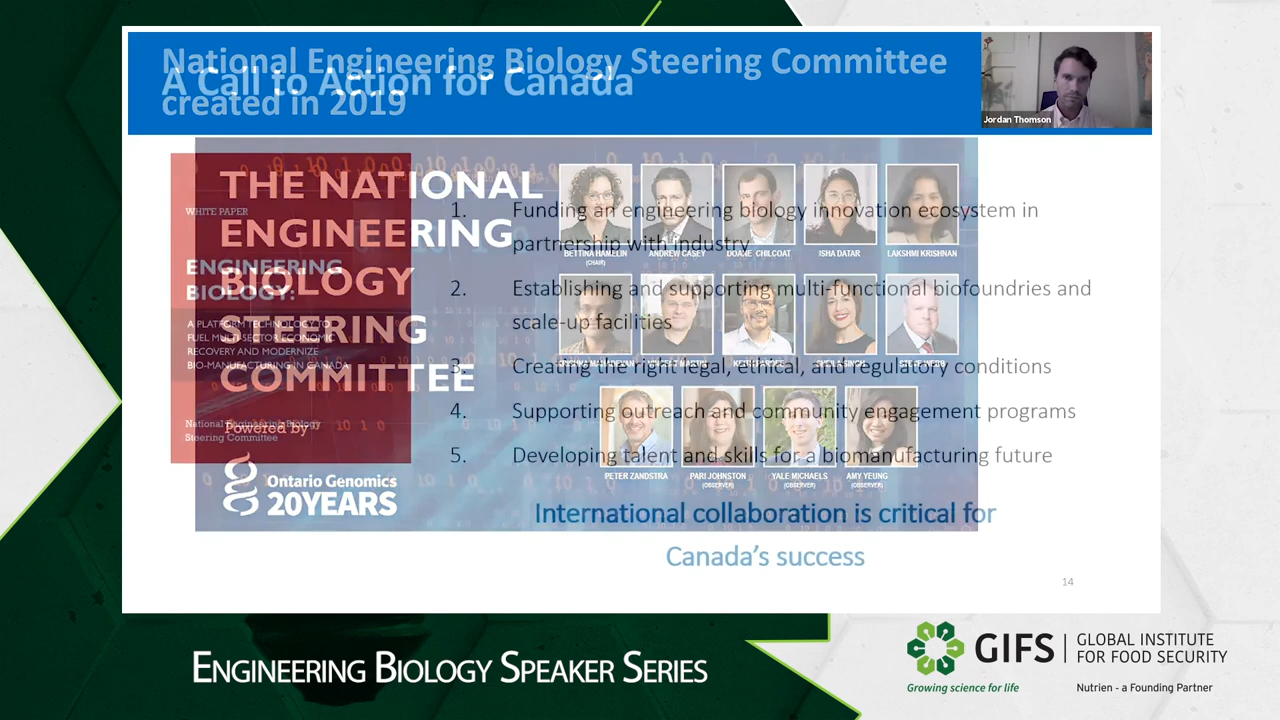 National Engineering Biology Steering Committee
created in 2019
A Call to Action for Canada
Jordan Thomson
THE NATIONAL
ENGINEERING
BIOLOGY
STEERING
COMMITTEE
Powered by
Ontario Genomics
20YEARS
WHITE PAPER
ENGINEERING
BIOLOGY:
A PLATFORM TECHNOLOGY TO
FUEL MULTI-SECTOR ECONOMIC
RECOVERY AND MODERNIZE
BIO-MANUFACTURING IN CANADA
National Engineering Biology
Steering Committee
BETTINA HAMELIN
(CHAIR)
ANDREW CASEY
DOANE CHILCOAT
ISHA DATAR
LAKSHMI KRISHNAN
PETER ZANDSTRA
PARI JOHNSTON
(OBSERVER)
YALE MICHAELS
(OBSERVER)
AMY YEUNG
(OBSERVER)
1. Funding an engineering biology innovation ecosystem in
partnership with industry
2. Establishing and supporting multi-functional biofoundries and
scale-up facilities
3. Creating the right legal, ethical, and regulatory conditions
4. Supporting outreach and community engagement programs
5. Developing talent and skills for a biomanufacturing future
International collaboration is critical for
Canada's success
14
ENGINEERING BIOLOGY SPEAKER SERIES
GIFS
GLOBAL INSTITUTE
FOR FOOD SECURITY
Growing science for life
Nutrien - a Founding Partner